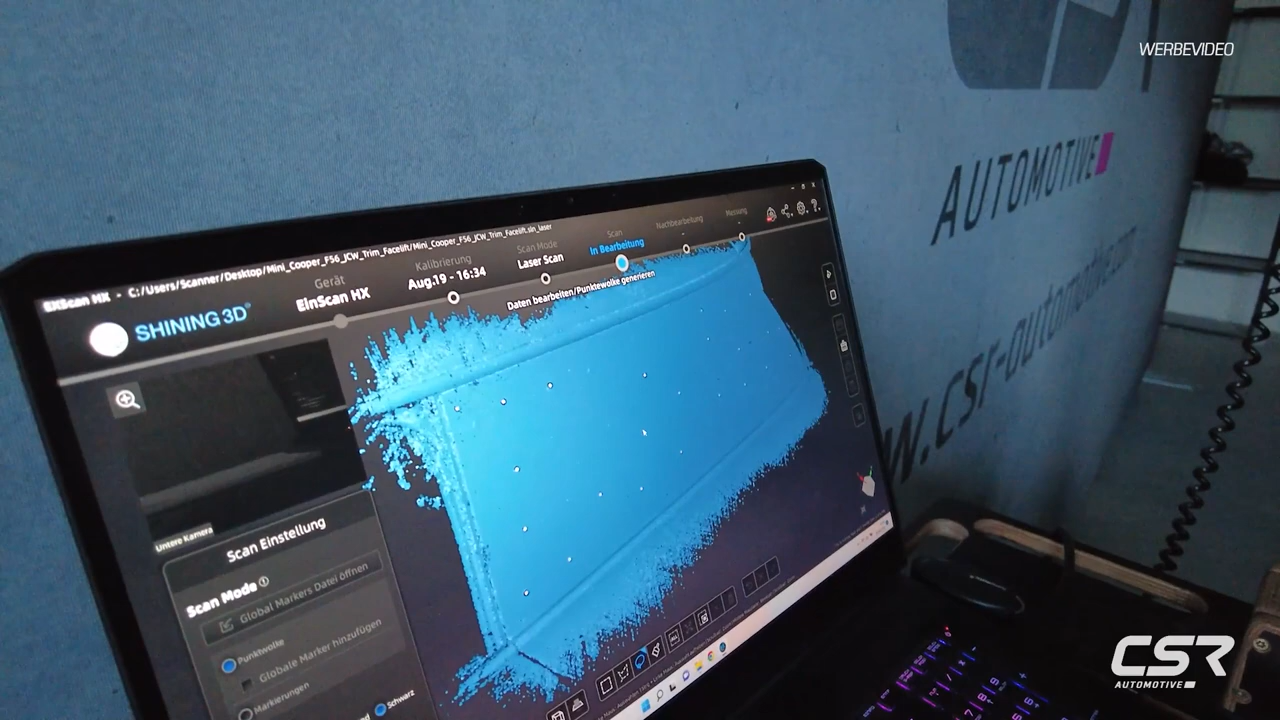 WERBEVIDEO
AUTOMOTIVE
www.csr-automotive.com
EXScan HX - C:/Users/Scanner/Desktop/Mini_Cooper_F56_JCW_Trim_Facelift/Mini_Cooper_F56_JCW_Trim_Facelift.sln_laser
SHINING 3D
Gerät
EinScan HX
Kalibrierung
Aug.19 - 16:34
Scan Mode
Laser Scan
Scan
In Bearbeitung
Nachbearbeitung
Messung
Daten bearbeiten/Punktewolke generieren
Untere Kamera
Scan Einstellung
Scan Mode
Global Markers Datei öffnen
Punktwolke
Globale Marker hinzufügen
Markierungen
Schwarz
CSR
AUTOMOTIVE